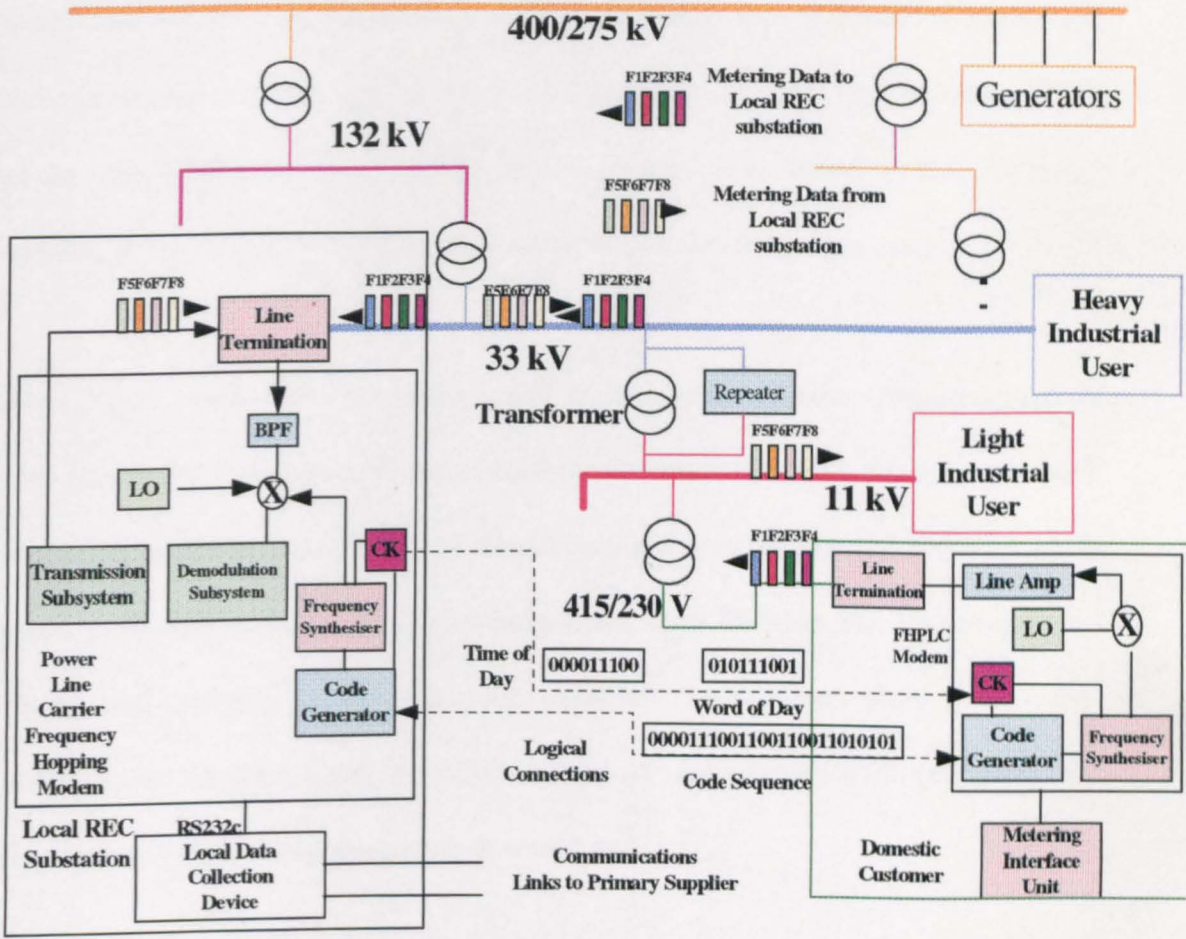 400/275 kV
F1F2F3F4
Metering Data to
Local REC
substation
Generators
132 kV
F5F6F7F8
Metering Data from
Local REC
substation
F5F6F7F8
Line
Termination
F1F2F3F4
F5F6F7F8
F1F2F3F4
Heavy
Industrial
User
33 kV
Transformer
Repeater
BPF
F5F6F7F8
Light
Industrial
User
LO
X
11 kV
CK
F1F2F3F4
Transmission
Subsystem
Demodulation
Subsystem
Frequency
Synthesiser
Line
Termination
Line Amp
415/230 V
FHPLC
Modem
LO
X
Power
Line
Carrier
Frequency
Hopping
Modem
Code
Generator
Time of
Day
000011100
010111001
Word of Day
CK
00001110011001100110011010101
Code
Generator
Frequency
Synthesiser
Logical
Connections
Code Sequence
Local REC
Substation
RS232c
Local Data
Collection
Device
Communications
Links to Primary Supplier
Domestic
Customer
Metering
Interface
Unit